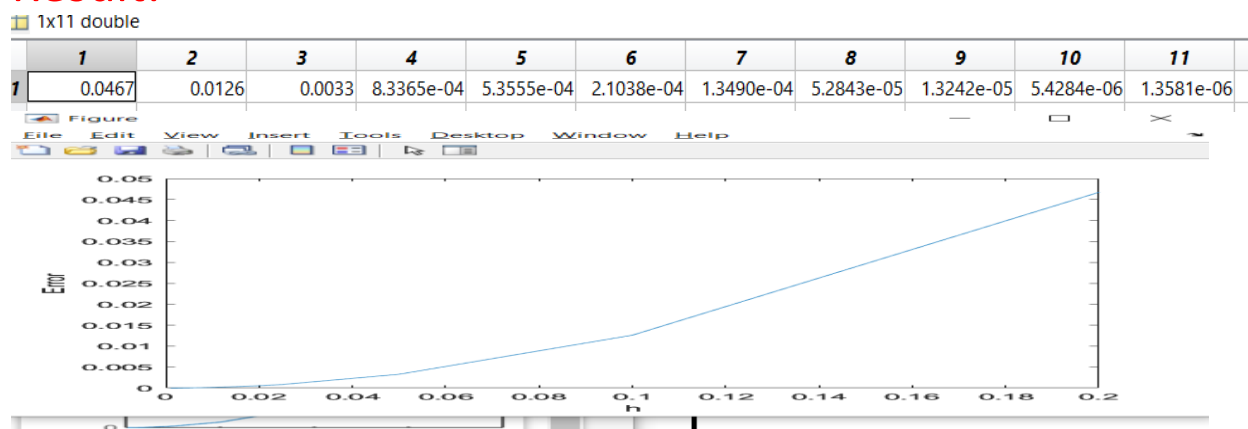 1x11 double
1 2 3 4 5 6 7 8 9 10 11
1 0.0467 0.0126 0.0033 8.3365e-04 5.3555e-04 2.1038e-04 1.3490e-04 5.2843e-05 1.3242e-05 5.4284e-06 1.3581e-06
Figure
File Edit View Insert Tools Desktop Window Help
0.05
0.045
0.04
0.035
0.03
Error
0.025
0.02
0.015
0.01
0.005
0
0 0.02 0.04 0.06 0.08 0.1 0.12 0.14 0.16 0.18 0.2
h
0